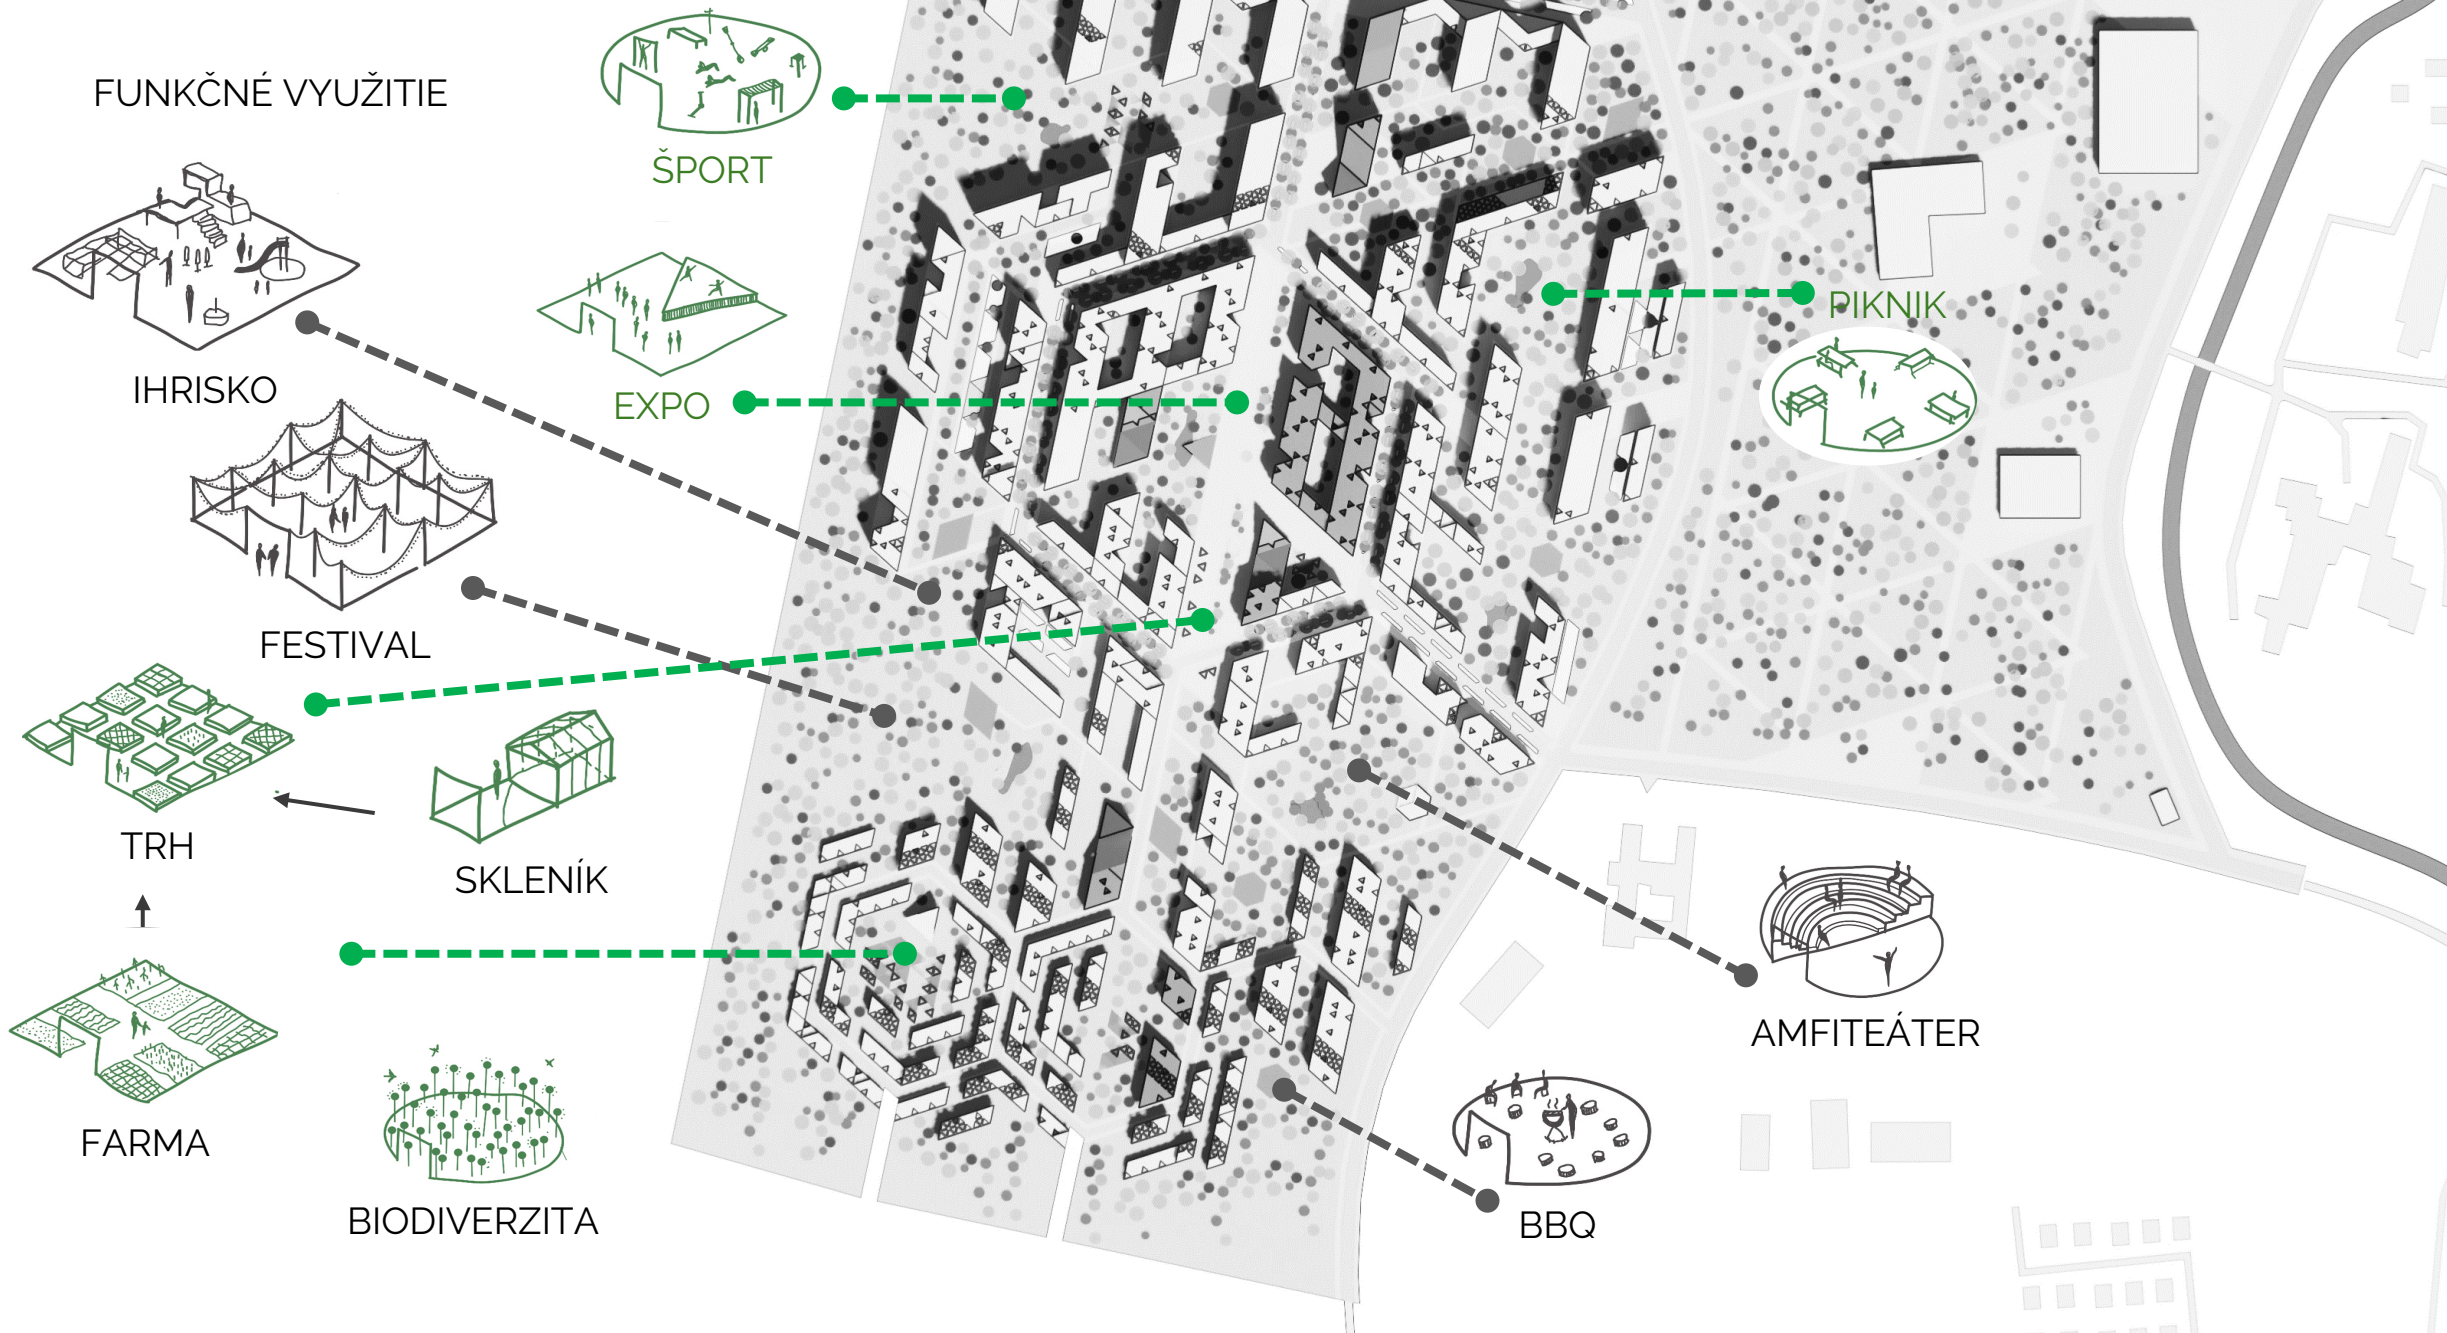 FUNKČNÉ VYUŽITIE
ŠPORT
IHRISKO
EXPO
PIKNIK
FESTIVAL
TRH
SKLENÍK
FARMA
BIODIVERZITA
AMFITEÁTER
BBQ